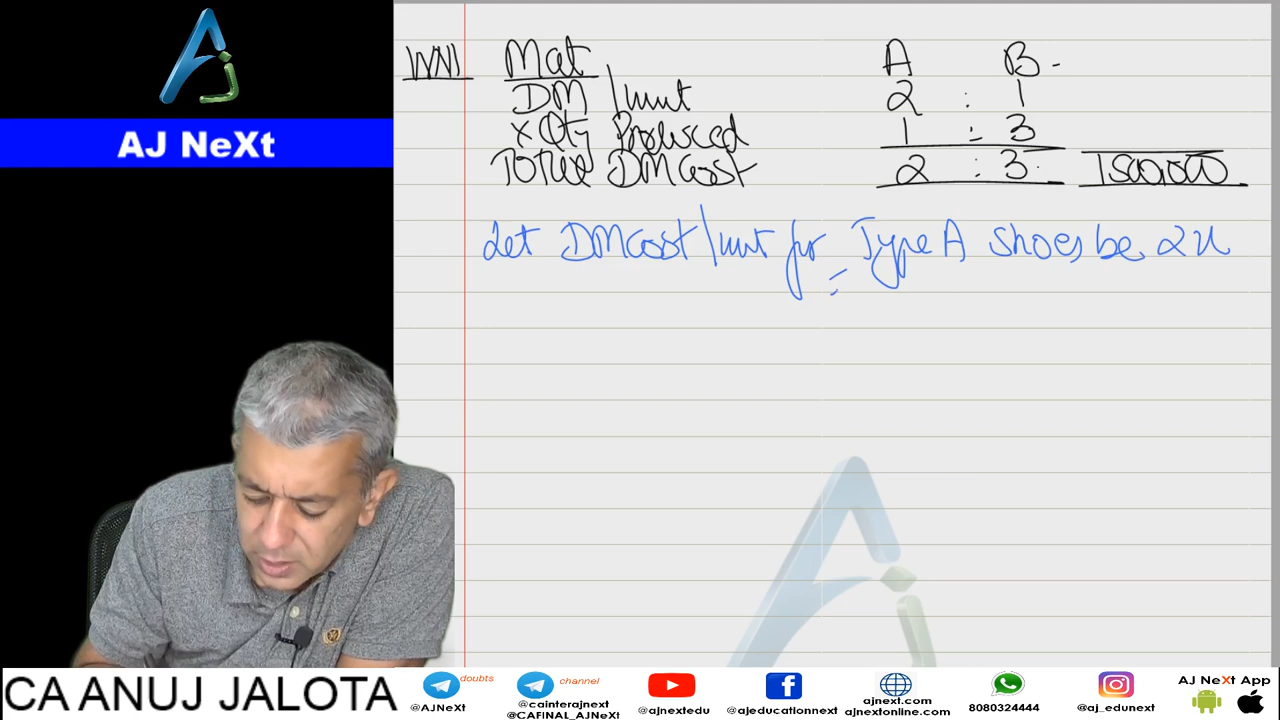 AJ NeXt
WN1 Mat A B
DM / unit 2 : 1
x Qty Produced 1 : 3
Total DM Cost 2 : 3 1500,000
Let DM Cost / unit for Type A Shoes be 2x
CA ANUJ JALOTA
doubts
@AJNeXt
channel
@cainterajnext
@CAFINAL_AJNeXt
@ajnextedu
@ajeducationnext
ajnext.com
ajnextonline.com
8080324444
@aj_edunext
AJ NeXt App